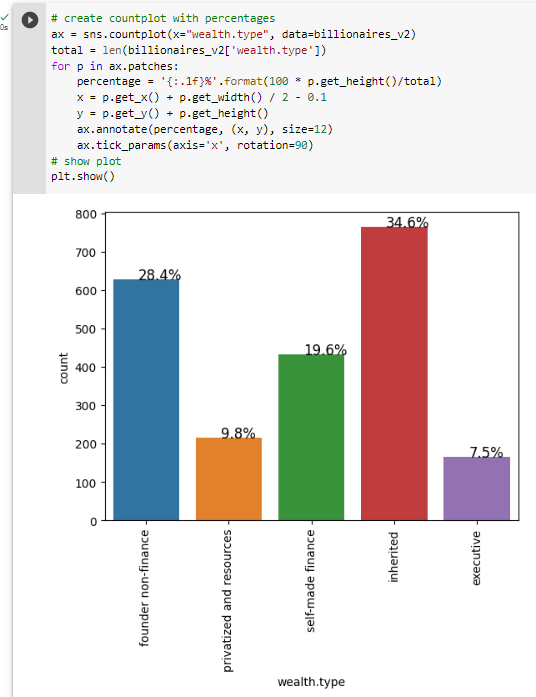 # create countplot with percentages
ax = sns.countplot(x="wealth.type", data=billionaires_v2)
total = len(billionaires_v2['wealth.type'])
for p in ax.patches:
    percentage = '{:.1f}%'.format(100 * p.get_height()/total)
    x = p.get_x() + p.get_width() / 2 - 0.1
    y = p.get_y() + p.get_height()
    ax.annotate(percentage, (x, y), size=12)
    ax.tick_params(axis='x', rotation=90)
# show plot
plt.show()
0s
800
700
600
500
400
300
200
100
0
count
28.4%
9.8%
19.6%
34.6%
7.5%
founder non-finance
privatized and resources
self-made finance
inherited
executive
wealth.type